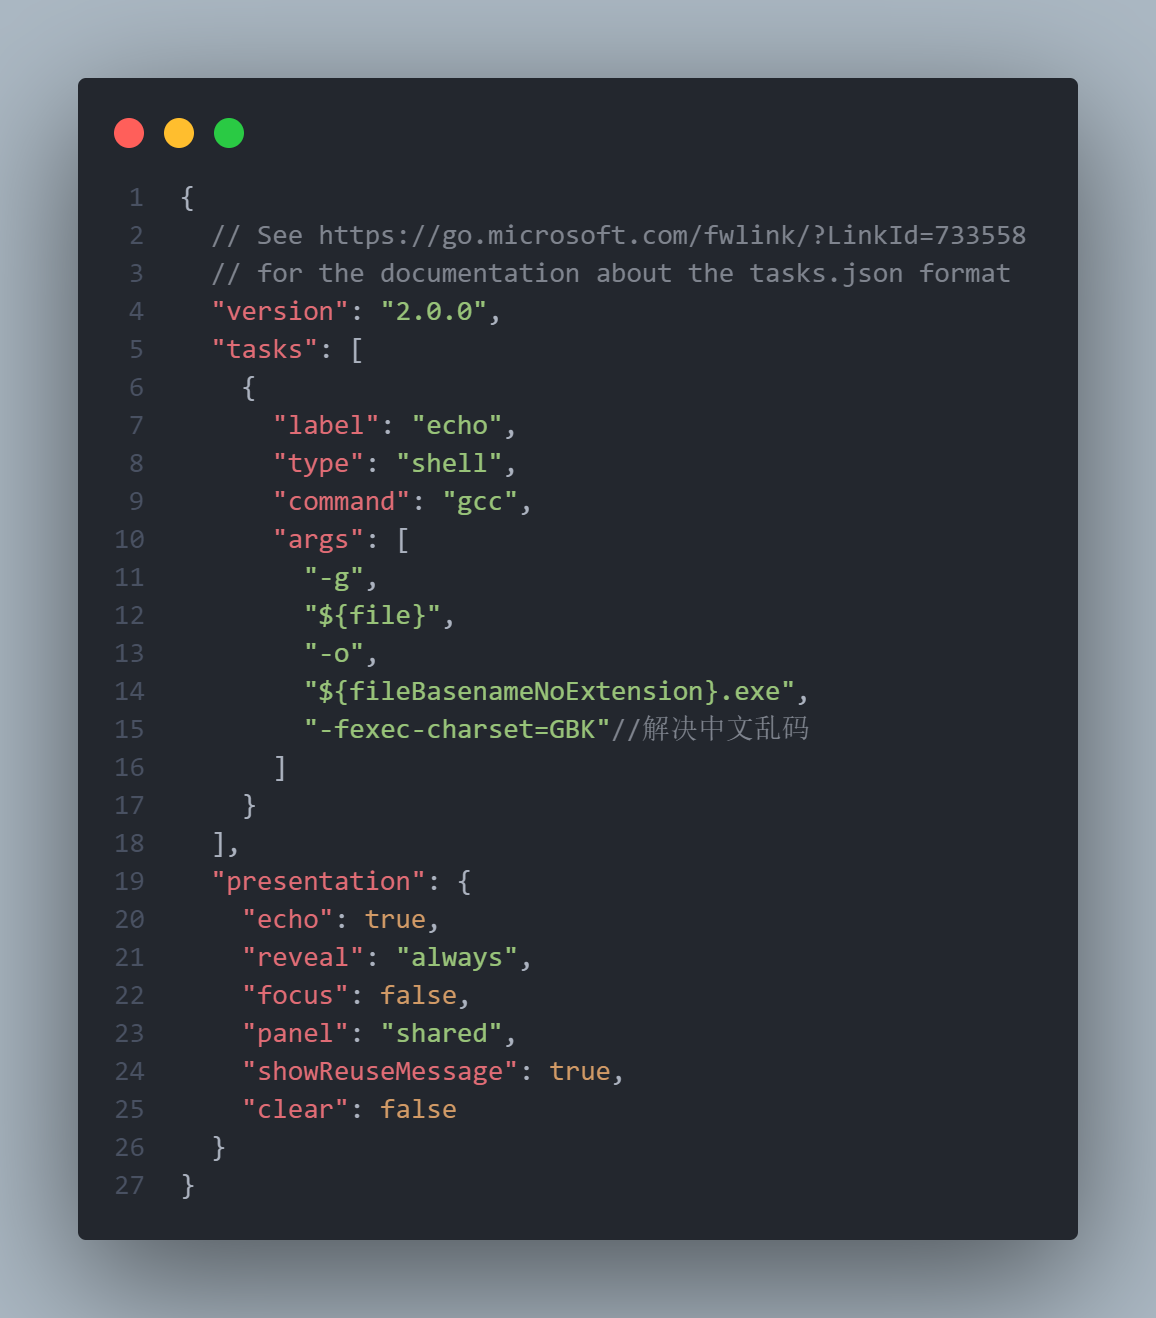 1 {
2 // See https://go.microsoft.com/fwlink/?LinkId=733558
3 // for the documentation about the tasks.json format
4 "version": "2.0.0",
5 "tasks": [
6 {
7 "label": "echo",
8 "type": "shell",
9 "command": "gcc",
10 "args": [
11 "-g",
12 "${file}",
13 "-o",
14 "${fileBasenameNoExtension}.exe",
15 "-fexec-charset=GBK"//解决中文乱码
16 ]
17 }
18 ],
19 "presentation": {
20 "echo": true,
21 "reveal": "always",
22 "focus": false,
23 "panel": "shared",
24 "showReuseMessage": true,
25 "clear": false
26 }
27 }